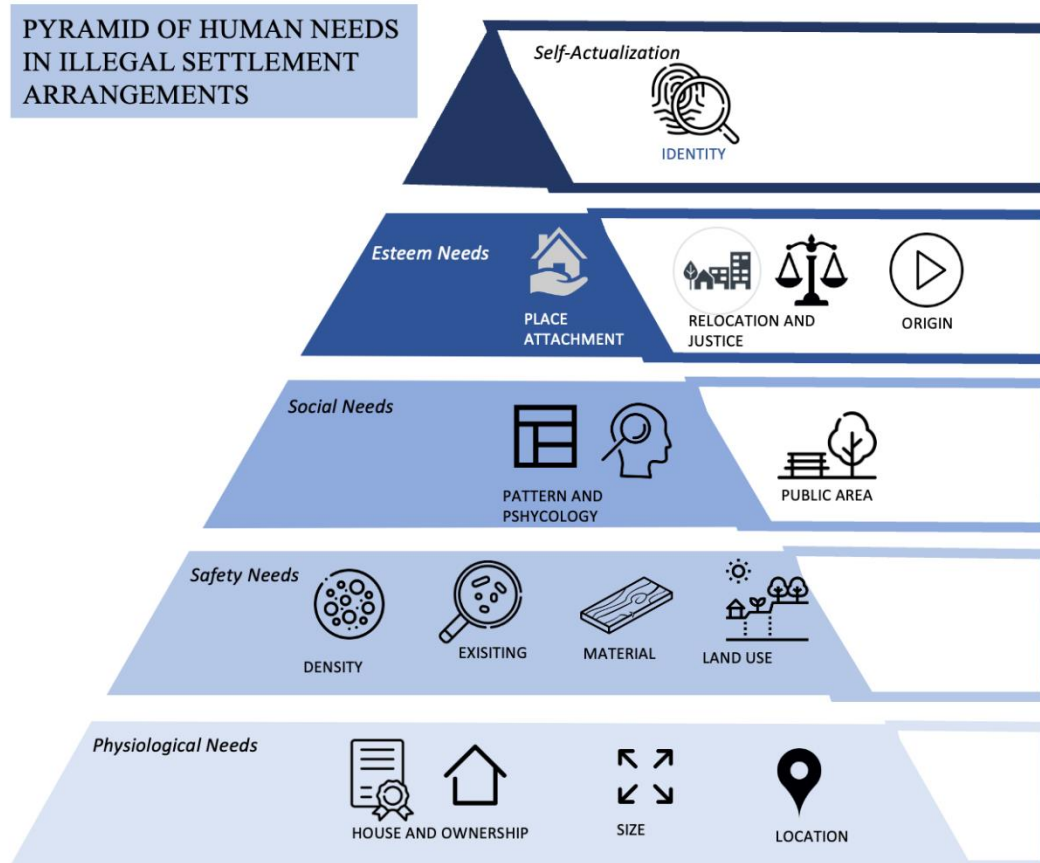 PYRAMID OF HUMAN NEEDS
IN ILLEGAL SETTLEMENT
ARRANGEMENTS
Self-Actualization
IDENTITY
Esteem Needs
PLACE
ATTACHMENT
RELOCATION AND
JUSTICE
ORIGIN
Social Needs
PATTERN AND
PSHYCOLOGY
PUBLIC AREA
Safety Needs
DENSITY
EXISITING
MATERIAL
LAND USE
Physiological Needs
HOUSE AND OWNERSHIP
SIZE
LOCATION